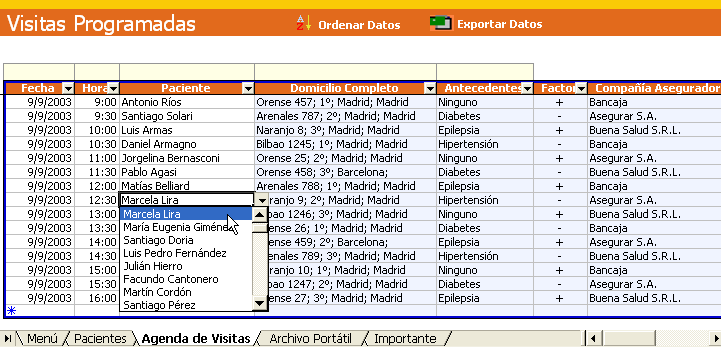 Visitas Programadas Ordenar Datos Exportar Datos
Fecha Hora Paciente Domicilio Completo Antecedentes Factor Compañía Asegurador
9/9/2003 9:00 Antonio Ríos Orense 457; 1º; Madrid; Madrid Ninguno + Bancaja
9/9/2003 9:30 Santiago Solari Arenales 787; 2º; Madrid; Madrid Diabetes - Asegurar S.A.
9/9/2003 10:00 Luis Armas Naranjo 8; 3º; Madrid; Madrid Epilepsia + Buena Salud S.R.L.
9/9/2003 10:30 Daniel Armagno Bilbao 1245; 1º; Madrid; Madrid Hipertensión - Bancaja
9/9/2003 11:00 Jorgelina Bernasconi Orense 25; 2º; Madrid; Madrid Ninguno + Bancaja
9/9/2003 11:30 Pablo Agasi Orense 458; 3º; Barcelona; Diabetes - Asegurar S.A.
9/9/2003 12:00 Matías Belliard Arenales 788; 1º; Madrid; Madrid Epilepsia + Bancaja
9/9/2003 12:30 Marcela Lira aranjo 9; 2º; Madrid; Madrid Hipertensión - Asegurar S.A.
9/9/2003 13:00 Marcela Lira bao 1246; 3º; Madrid; Madrid Ninguno + Buena Salud S.R.L.
9/9/2003 13:30 María Eugenia Giménez ense 26; 1º; Madrid; Madrid Diabetes - Bancaja
9/9/2003 14:00 Santiago Doria ense 459; 2º; Barcelona; Epilepsia + Asegurar S.A.
9/9/2003 14:30 Luis Pedro Fernández enales 789; 3º; Madrid; Madrid Hipertensión - Buena Salud S.R.L.
9/9/2003 15:00 Julián Hierro ranjo 10; 1º; Madrid; Madrid Ninguno + Bancaja
9/9/2003 15:30 Facundo Cantonero bao 1247; 2º; Madrid; Madrid Diabetes - Asegurar S.A.
9/9/2003 16:00 Martín Cordón ense 27; 3º; Madrid; Madrid Epilepsia + Buena Salud S.R.L.
Santiago Pérez
Menú Pacientes Agenda de Visitas Archivo Portátil Importante